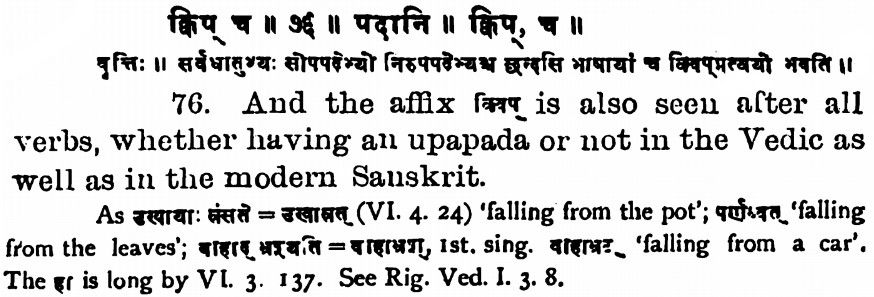 क्विप् च ॥ ७६ ॥ पदानि ॥ क्विप्, च ॥
वृत्तिः ॥ सर्वधातुभ्यः सोपपदेभ्यो निरुपपदेभ्यश्च छन्दसि भाषायां च क्विप्प्रत्ययो भवति ॥
76. And the affix क्विप् is also seen after all
verbs, whether having an upapada or not in the Vedic as
well as in the modern Sanskrit.
As उखायाः स्रंसते = उखास्रत् (VI. 4. 24) 'falling from the pot'; पर्णध्वत् 'falling
from the leaves'; वाहाद् भ्रश्यति = वाहाभ्रश्, 1st. sing. वाहाभ्रट् 'falling from a car'.
The हा is long by VI. 3. 137. See Rig. Ved. I. 3. 8.